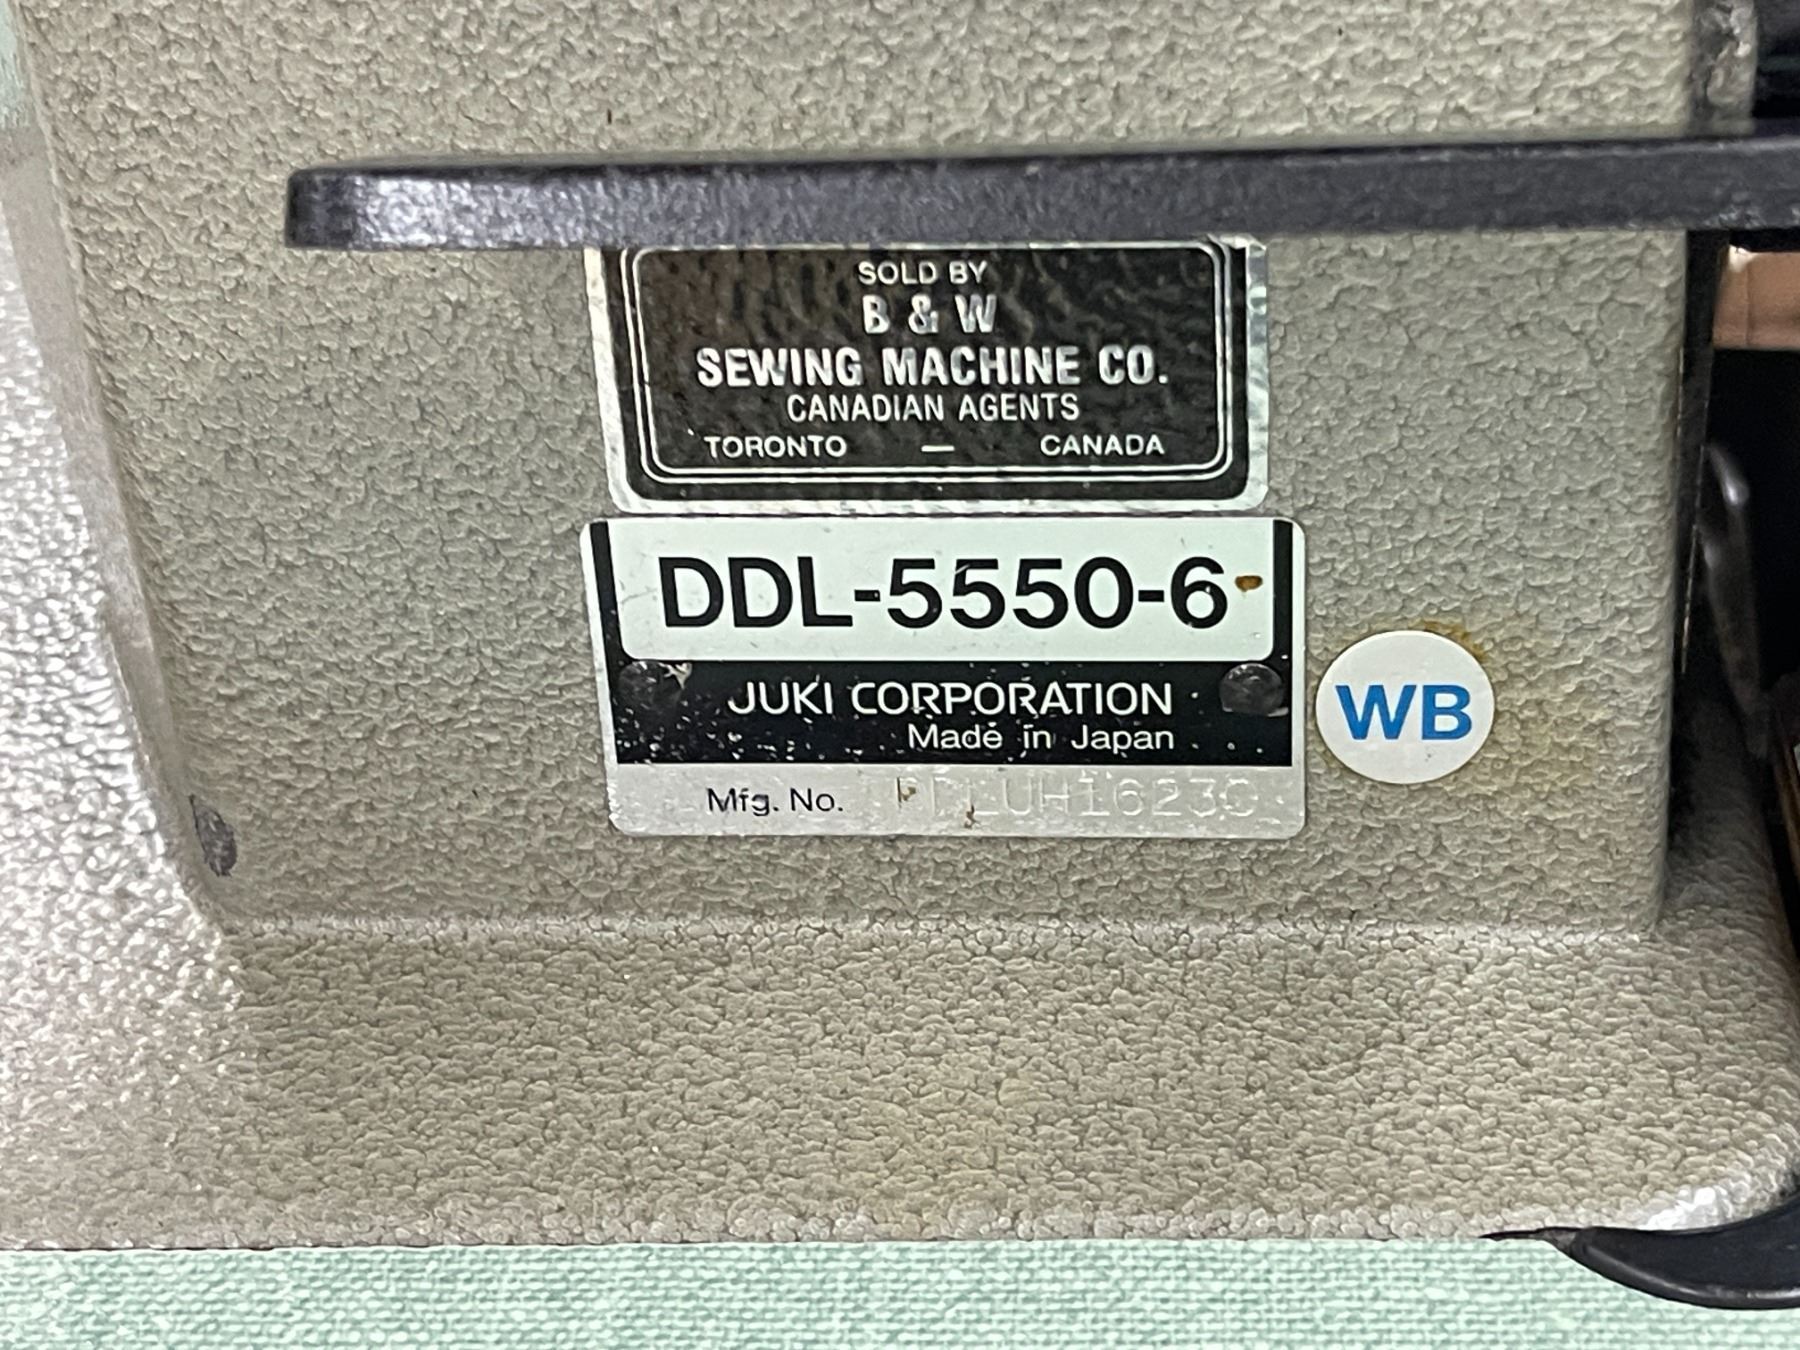 SOLD BY
B & W
SEWING MACHINE CO.
CANADIAN AGENTS
TORONTO — CANADA
DDL-5550-6
JUKI CORPORATION
Made in Japan
WB
Mfg. No.